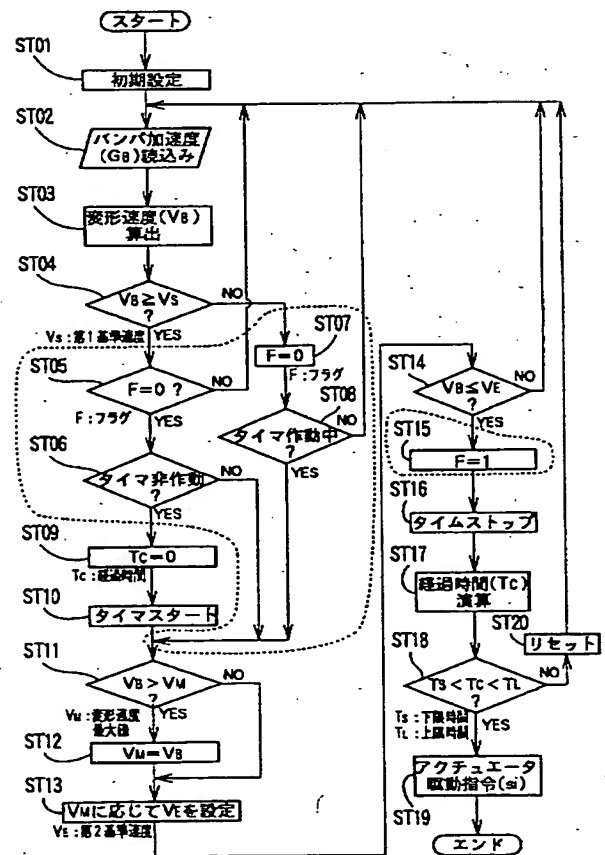 スタート
ST01
初期設定
ST02
バンパ加速度
(GB)読込み
ST03
変形速度(VB)
算出
ST04
VB≧VS
?
NO
YES
VS:第1基準速度
ST05
F=0?
NO
YES
F:フラグ
ST06
タイマ非作動
?
NO
YES
ST07
F=0
F:フラグ
ST08
タイマ作動中
?
NO
YES
ST09
TC=0
TC:経過時間
ST10
タイマスタート
ST11
VB>VM
?
NO
YES
VM:変形速度
最大値
ST12
VM=VB
ST13
VMに応じてVEを設定
VE:第2基準速度
ST14
VB≦VE
?
NO
YES
ST15
F=1
ST16
タイムストップ
ST17
経過時間(TC)
演算
ST18
TS<TC<TL
?
NO
YES
TS:下限時間
TL:上限時間
ST20
リセット
アクチュエータ
駆動指令(si)
ST19
エンド